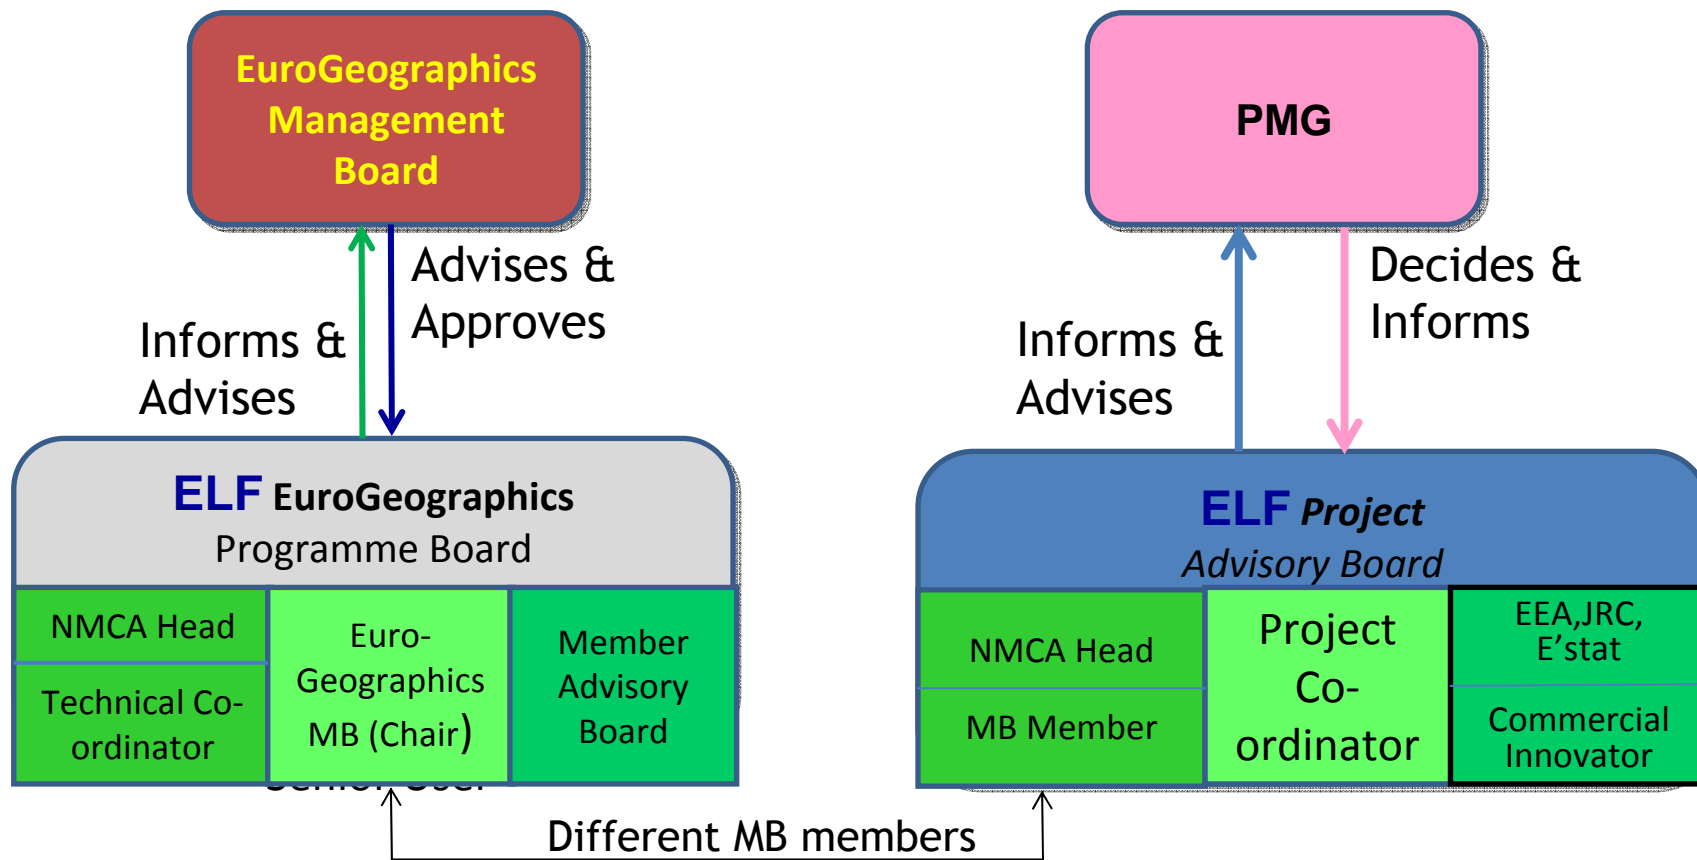 EuroGeographics
Management
Board
PMG
Advises &
Approves
Informs &
Advises
Decides &
Informs
Informs &
Advises
ELF EuroGeographics
Programme Board
NMCA Head
Technical Co-
ordinator
Euro-
Geographics
MB (Chair)
Member
Advisory
Board
Senior User
ELF Project
Advisory Board
NMCA Head
MB Member
Project
Co-
ordinator
EEA,JRC,
E’stat
Commercial
Innovator
Different MB members